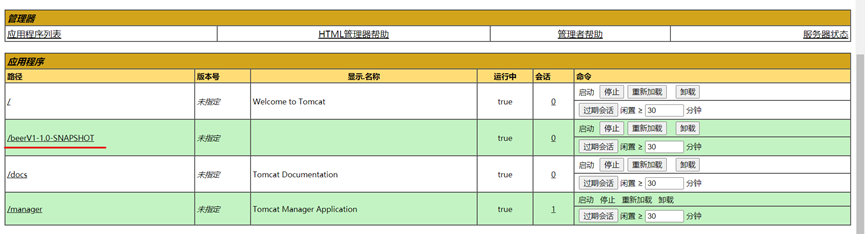 管理器
应用程序列表 HTML管理器帮助 管理者帮助 服务器状态
应用程序
路径 版本号 显示.名称 运行中 会话 命令
/ 未指定 Welcome to Tomcat true 0 启动 停止 重新加载 卸载
过期会话 闲置 ≥ 30 分钟
/beerV1-1.0-SNAPSHOT 未指定 true 0 启动 停止 重新加载 卸载
过期会话 闲置 ≥ 30 分钟
/docs 未指定 Tomcat Documentation true 0 启动 停止 重新加载 卸载
过期会话 闲置 ≥ 30 分钟
/manager 未指定 Tomcat Manager Application true 1 启动 停止 重新加载 卸载
过期会话 闲置 ≥ 30 分钟